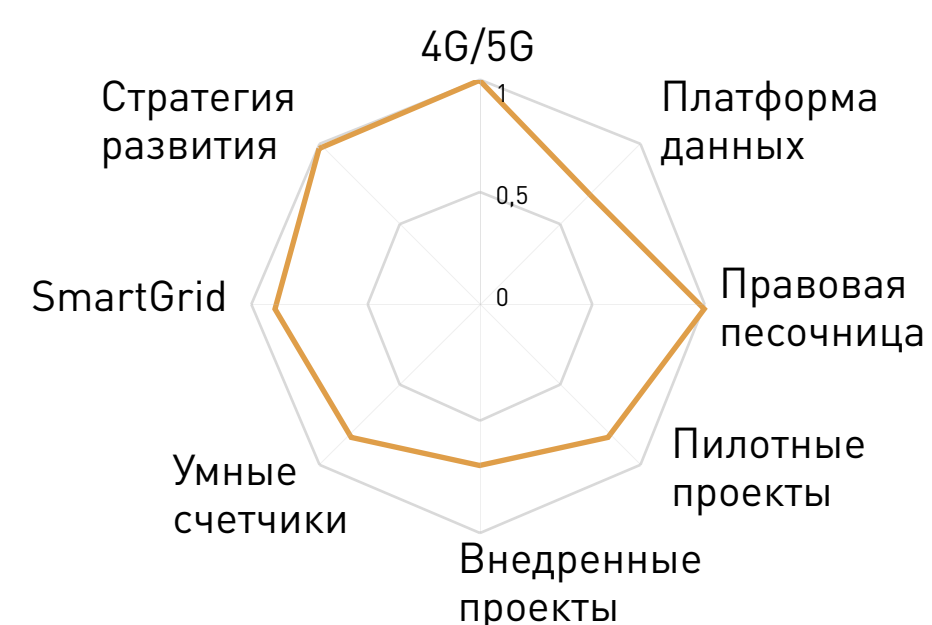 4G/5G
1
0,5
0
Платформа
данных
Правовая
песочница
Пилотные
проекты
Внедренные
проекты
Умные
счетчики
SmartGrid
Стратегия
развития